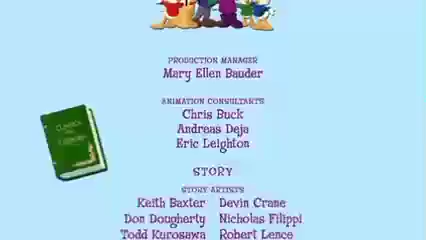 PRODUCTION MANAGER
Mary Ellen Bauder
ANIMATION CONSULTANTS
Chris Buck
Andreas Deja
Eric Leighton
STORY
STORY ARTISTS
Keith Baxter Devin Crane
Don Dougherty Nicholas Filippi
Todd Kurosawa Robert Lence